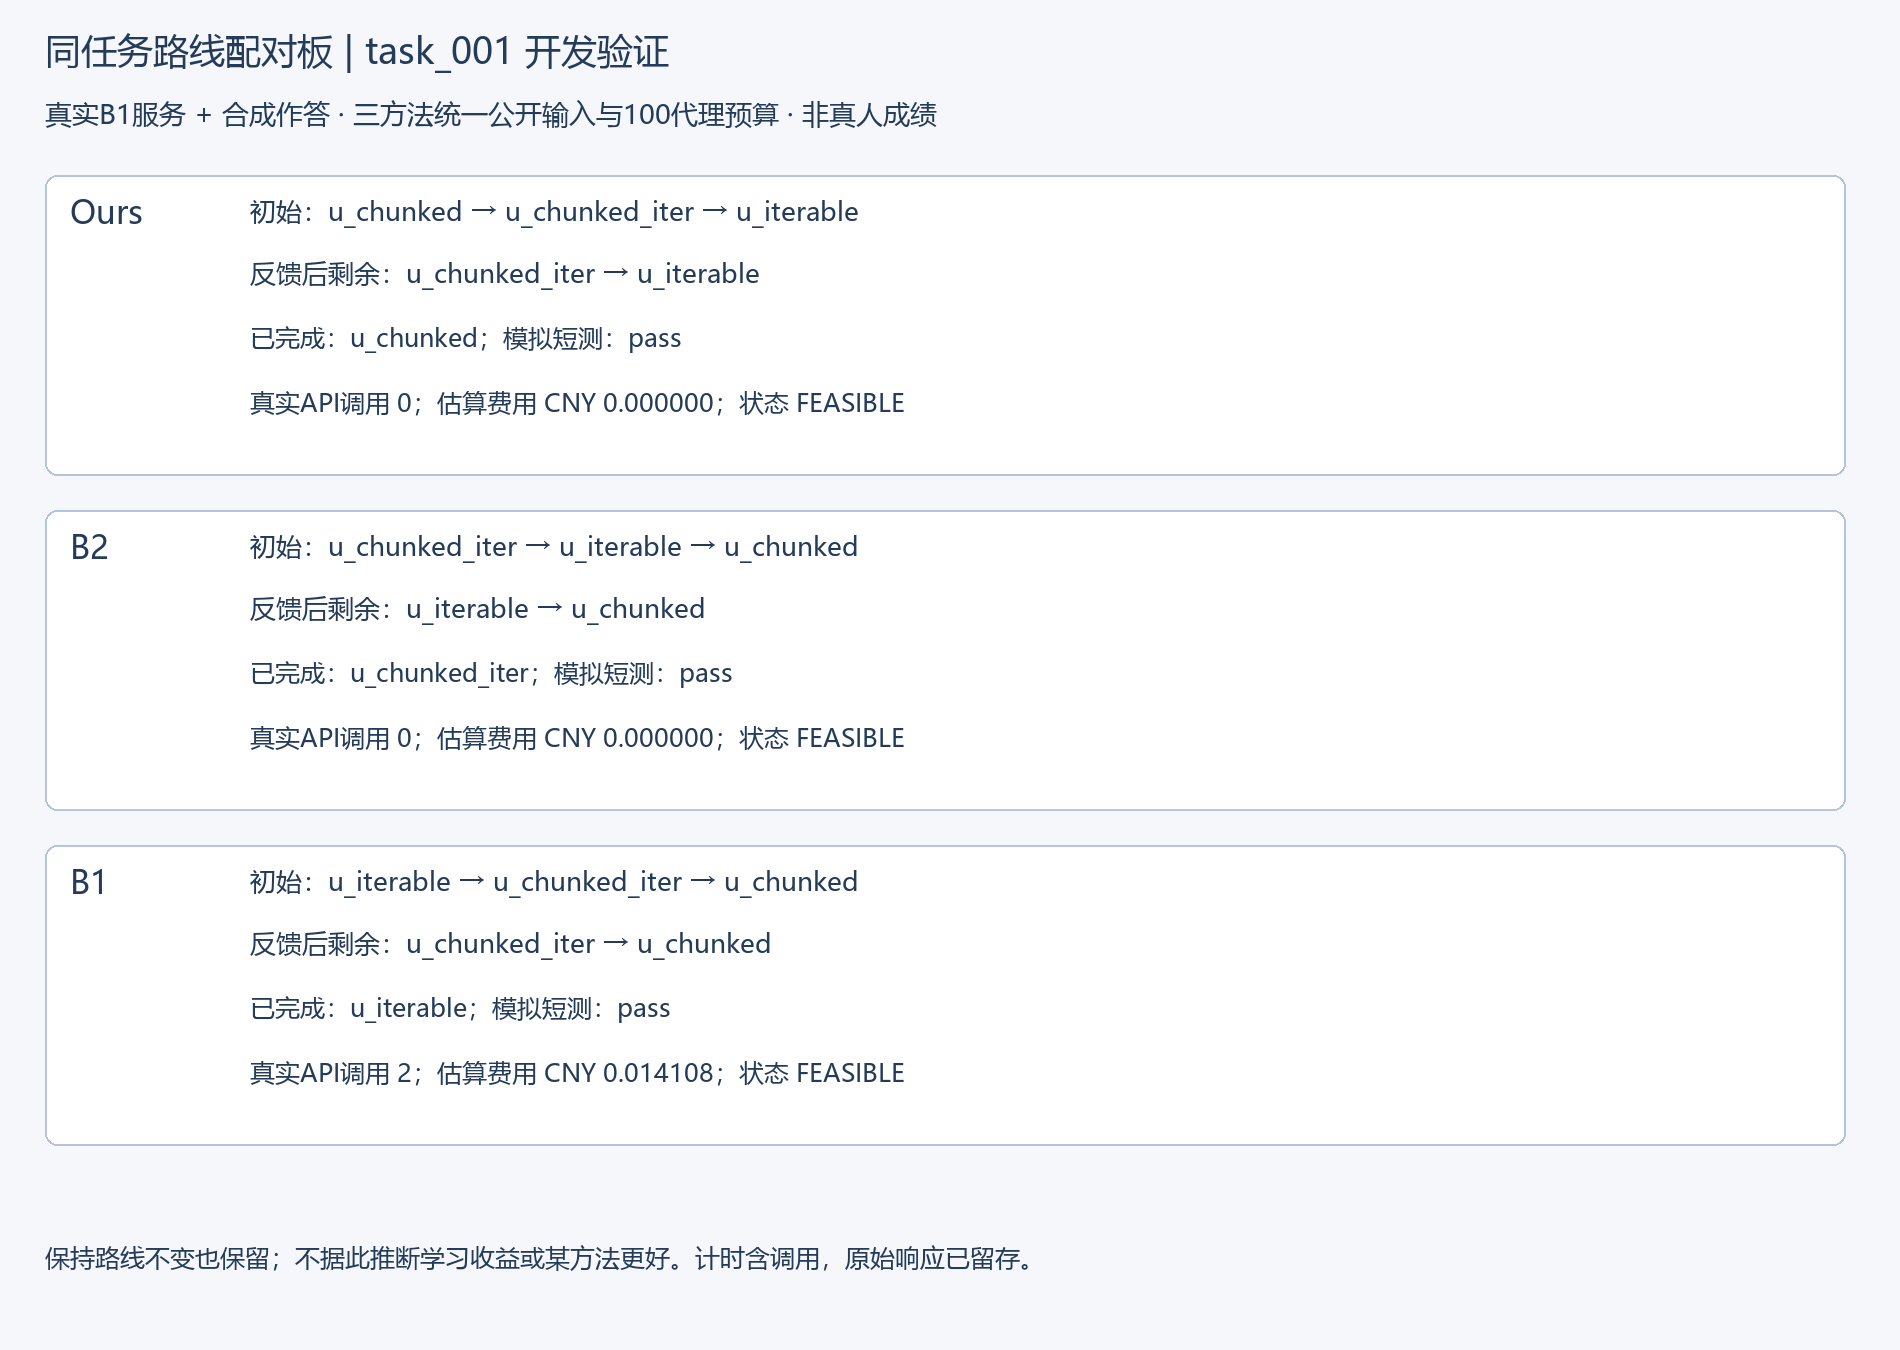 同任务路线配对板 | task_001 开发验证
真实B1服务 + 合成作答 · 三方法统一公开输入与100代理预算 · 非真人成绩
Ours
初始：u_chunked → u_chunked_iter → u_iterable
反馈后剩余：u_chunked_iter → u_iterable
已完成：u_chunked；模拟短测：pass
真实API调用 0；估算费用 CNY 0.000000；状态 FEASIBLE
B2
初始：u_chunked_iter → u_iterable → u_chunked
反馈后剩余：u_iterable → u_chunked
已完成：u_chunked_iter；模拟短测：pass
真实API调用 0；估算费用 CNY 0.000000；状态 FEASIBLE
B1
初始：u_iterable → u_chunked_iter → u_chunked
反馈后剩余：u_chunked_iter → u_chunked
已完成：u_iterable；模拟短测：pass
真实API调用 2；估算费用 CNY 0.014108；状态 FEASIBLE
保持路线不变也保留；不据此推断学习收益或某方法更好。计时含调用，原始响应已留存。